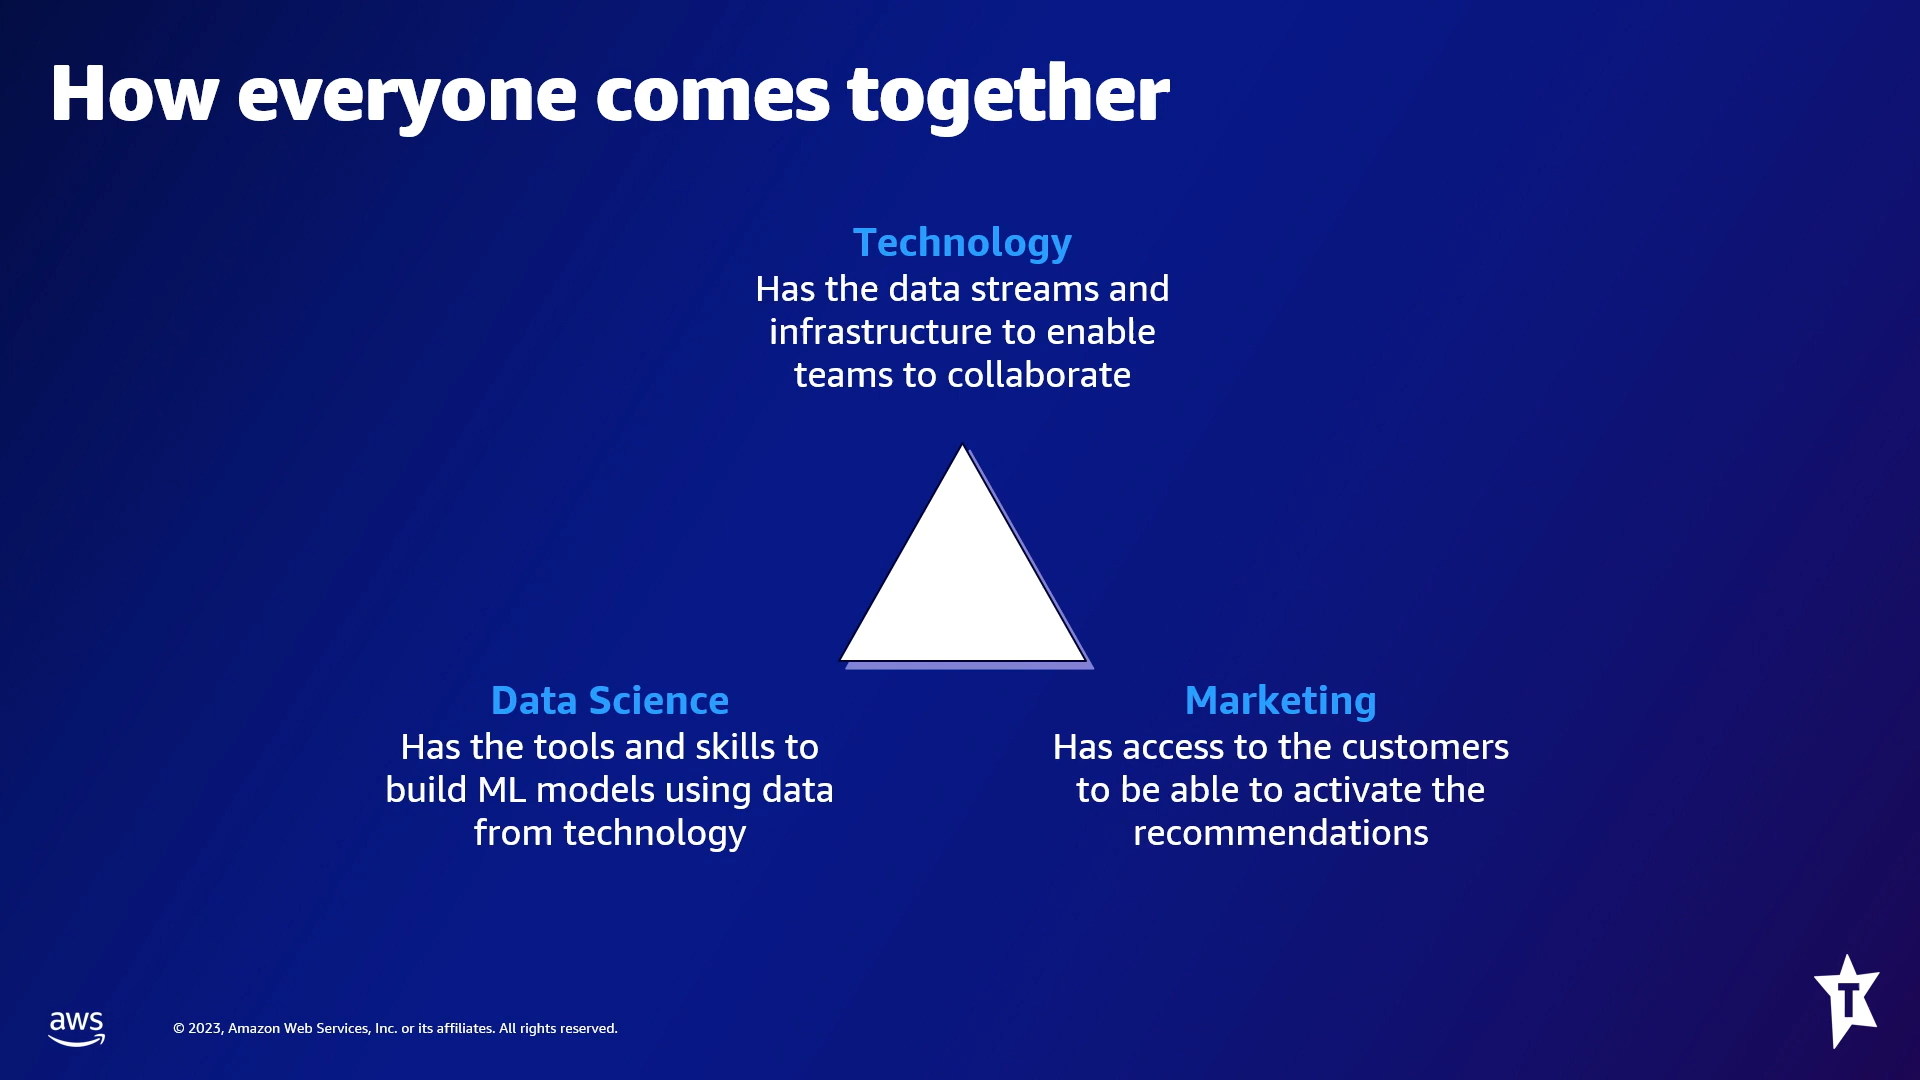 How everyone comes together
Technology
Has the data streams and
infrastructure to enable
teams to collaborate
Data Science
Has the tools and skills to
build ML models using data
from technology
Marketing
Has access to the customers
to be able to activate the
recommendations
aws
© 2023, Amazon Web Services, Inc. or its affiliates. All rights reserved.
T